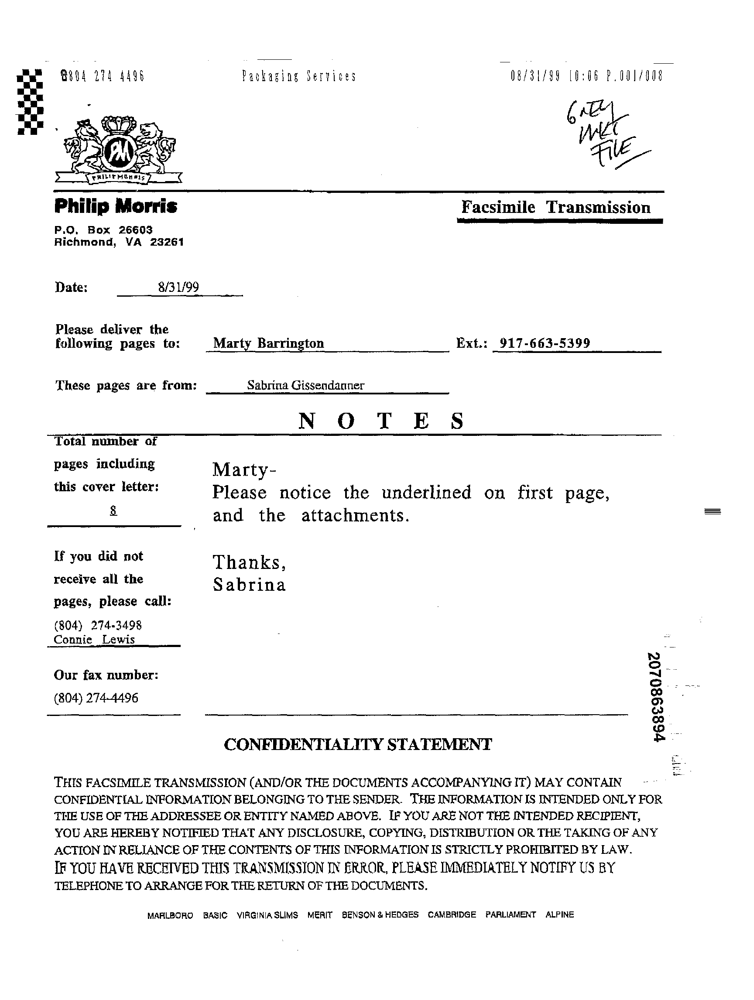 8804 274 4496 Packaging Services 08/31/99 10:06 P.001/008
GREY
MKT
FILE
PM
PHILIP MORRIS
Philip Morris Facsimile Transmission
P.O. Box 26603
Richmond, VA 23261
Date: 8/31/99
Please deliver the
following pages to: Marty Barrington Ext.: 917-663-5399
These pages are from: Sabrina Gissendanner
NOTES
Total number of
pages including
this cover letter:
8
Marty-
Please notice the underlined on first page,
and the attachments.
Thanks,
Sabrina
If you did not
receive all the
pages, please call:
(804) 274-3498
Connie Lewis
Our fax number:
(804) 274-4496
2070863894
CONFIDENTIALITY STATEMENT
THIS FACSIMILE TRANSMISSION (AND/OR THE DOCUMENTS ACCOMPANYING IT) MAY CONTAIN
CONFIDENTIAL INFORMATION BELONGING TO THE SENDER. THE INFORMATION IS INTENDED ONLY FOR
THE USE OF THE ADDRESSEE OR ENTITY NAMED ABOVE. IF YOU ARE NOT THE INTENDED RECIPIENT,
YOU ARE HEREBY NOTIFIED THAT ANY DISCLOSURE, COPYING, DISTRIBUTION OR THE TAKING OF ANY
ACTION IN RELIANCE OF THE CONTENTS OF THIS INFORMATION IS STRICTLY PROHIBITED BY LAW.
IF YOU HAVE RECEIVED THIS TRANSMISSION IN ERROR, PLEASE IMMEDIATELY NOTIFY US BY
TELEPHONE TO ARRANGE FOR THE RETURN OF THE DOCUMENTS.
MARLBORO BASIC VIRGINIA SLIMS MERIT BENSON & HEDGES CAMBRIDGE PARLIAMENT ALPINE